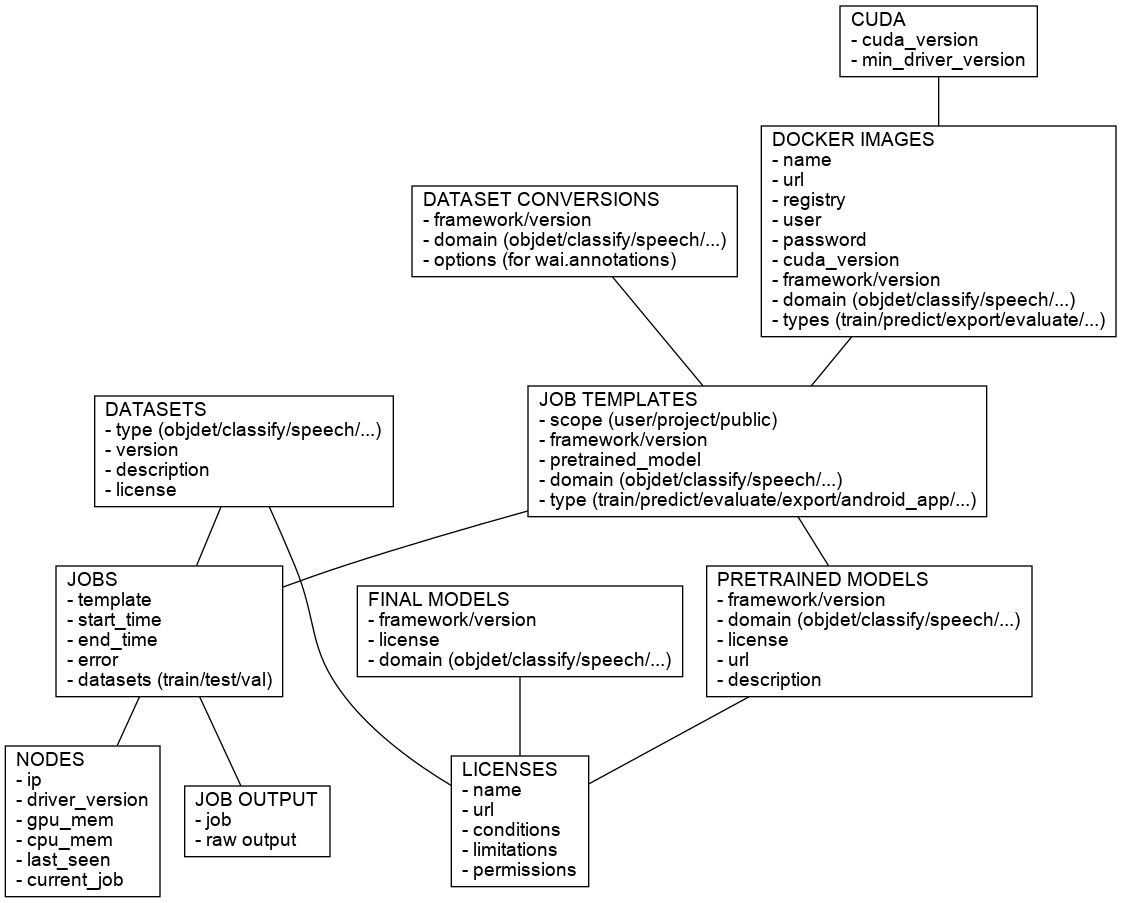 CUDA
- cuda_version
- min_driver_version
DOCKER IMAGES
- name
- url
- registry
- user
- password
- cuda_version
- framework/version
- domain (objdet/classify/speech/...)
- types (train/predict/export/evaluate/...)
DATASET CONVERSIONS
- framework/version
- domain (objdet/classify/speech/...)
- options (for wai.annotations)
JOB TEMPLATES
- scope (user/project/public)
- framework/version
- pretrained_model
- domain (objdet/classify/speech/...)
- type (train/predict/evaluate/export/android_app/...)
DATASETS
- type (objdet/classify/speech/...)
- version
- description
- license
JOBS
- template
- start_time
- end_time
- error
- datasets (train/test/val)
FINAL MODELS
- framework/version
- license
- domain (objdet/classify/speech/...)
PRETRAINED MODELS
- framework/version
- domain (objdet/classify/speech/...)
- license
- url
- description
NODES
- ip
- driver_version
- gpu_mem
- cpu_mem
- last_seen
- current_job
JOB OUTPUT
- job
- raw output
LICENSES
- name
- url
- conditions
- limitations
- permissions